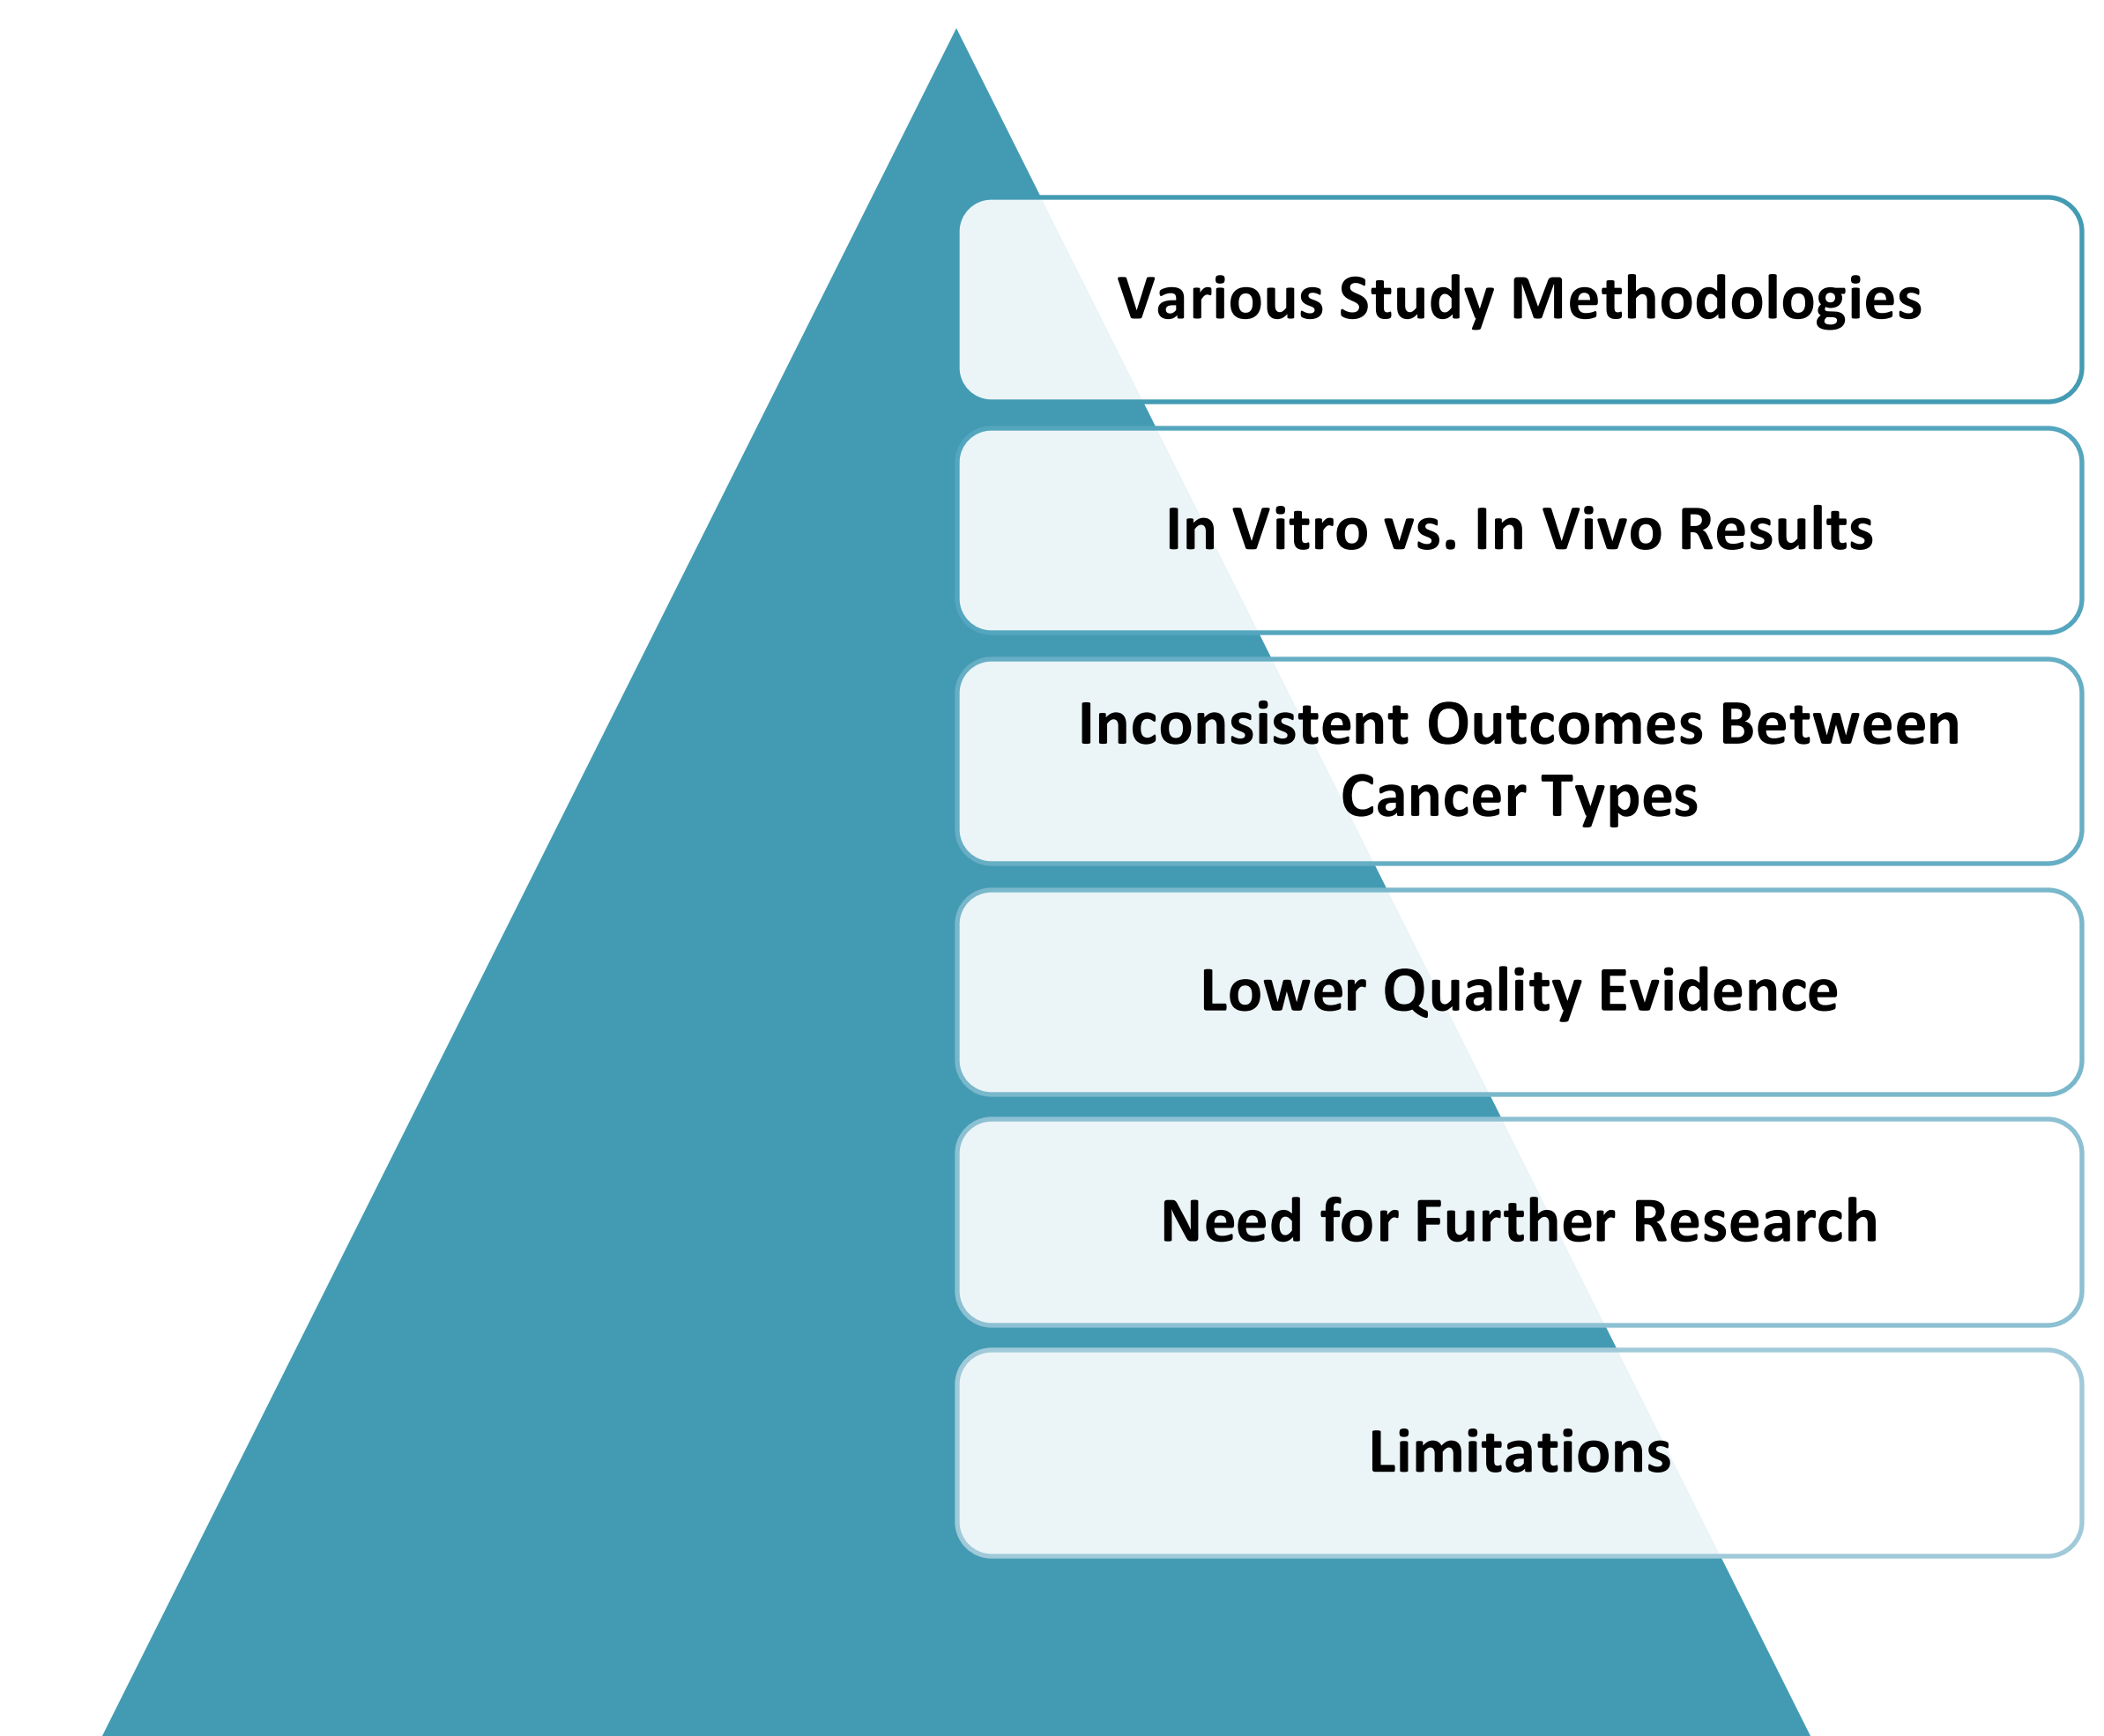 Various Study Methodologies
In Vitro vs. In Vivo Results
Inconsistent Outcomes Between
Cancer Types
Lower Quality Evidence
Need for Further Research
Limitations